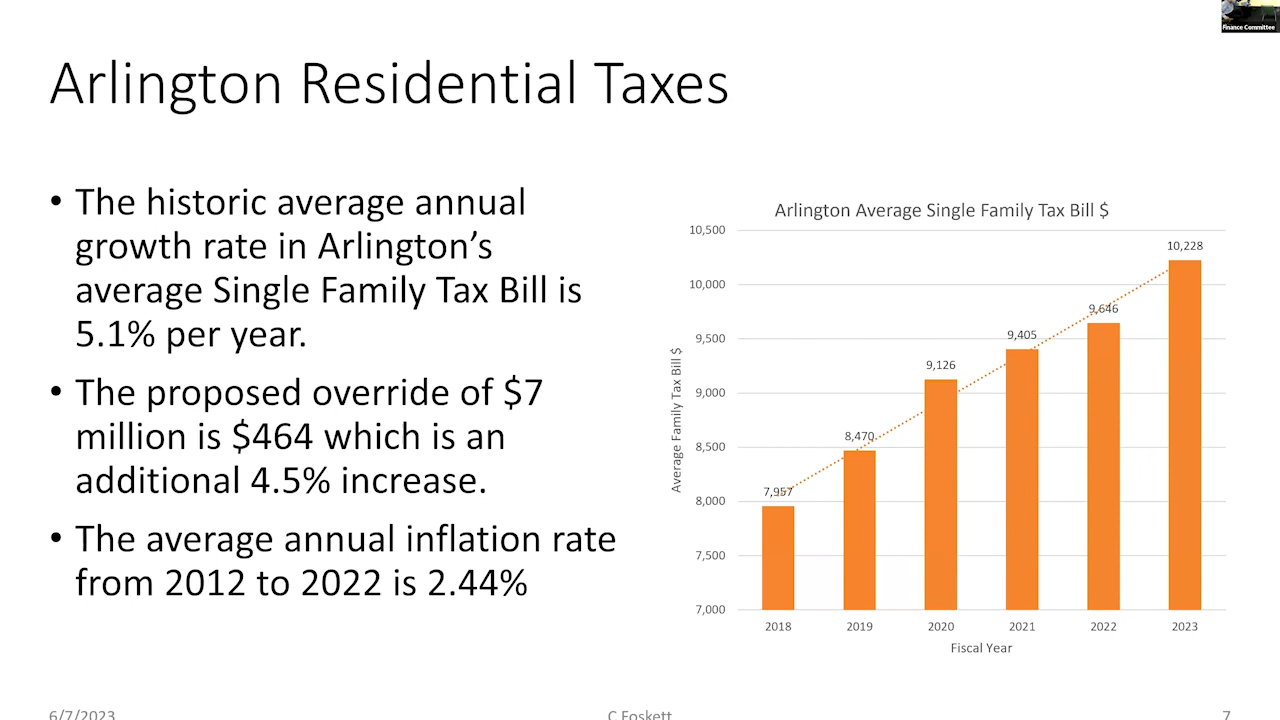 Finance Committee
Arlington Residential Taxes
• The historic average annual
growth rate in Arlington’s
average Single Family Tax Bill is
5.1% per year.
• The proposed override of $7
million is $464 which is an
additional 4.5% increase.
• The average annual inflation rate
from 2012 to 2022 is 2.44%
Arlington Average Single Family Tax Bill $
Average Family Tax Bill $
10,500
10,000
9,500
9,000
8,500
8,000
7,500
7,000
7,957
8,470
9,126
9,405
9,646
10,228
2018 2019 2020 2021 2022 2023
Fiscal Year
6/7/2023 C Foskett 7